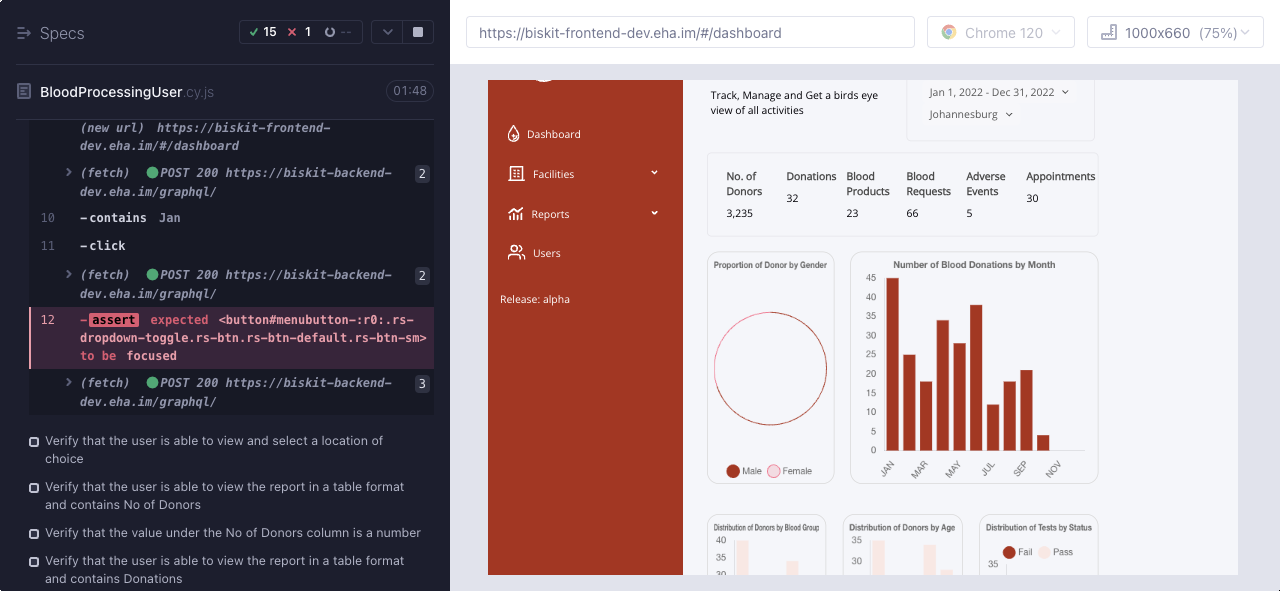 Specs
15 1 --
https://biskit-frontend-dev.eha.im/#/dashboard
Chrome 120
1000x660 (75%)
BloodProcessingUser.cy.js
01:48
(new url) https://biskit-frontend-
dev.eha.im/#/dashboard
(fetch) POST 200 https://biskit-backend-
dev.eha.im/graphql/
2
10 -contains Jan
11 -click
(fetch) POST 200 https://biskit-backend-
dev.eha.im/graphql/
2
12 -assert expected <button#menubutton-:r0:.rs-
dropdown-toggle.rs-btn.rs-btn-default.rs-btn-sm>
to be focused
(fetch) POST 200 https://biskit-backend-
dev.eha.im/graphql/
3
Verify that the user is able to view and select a location of
choice
Verify that the user is able to view the report in a table format
and contains No of Donors
Verify that the value under the No of Donors column is a number
Verify that the user is able to view the report in a table format
and contains Donations
Dashboard
Facilities
Reports
Users
Release: alpha
Track, Manage and Get a birds eye
view of all activities
Jan 1, 2022 - Dec 31, 2022
Johannesburg
No. of
Donors
3,235
Donations
32
Blood
Products
23
Blood
Requests
66
Adverse
Events
5
Appointments
30
Proportion of Donor by Gender
Male Female
Number of Blood Donations by Month
45
40
35
30
25
20
15
10
5
0
JAN MAR MAY JUL SEP NOV
Distribution of Donors by Blood Group
40
35
30
Distribution of Donors by Age
35
30
Distribution of Tests by Status
Fail Pass
35